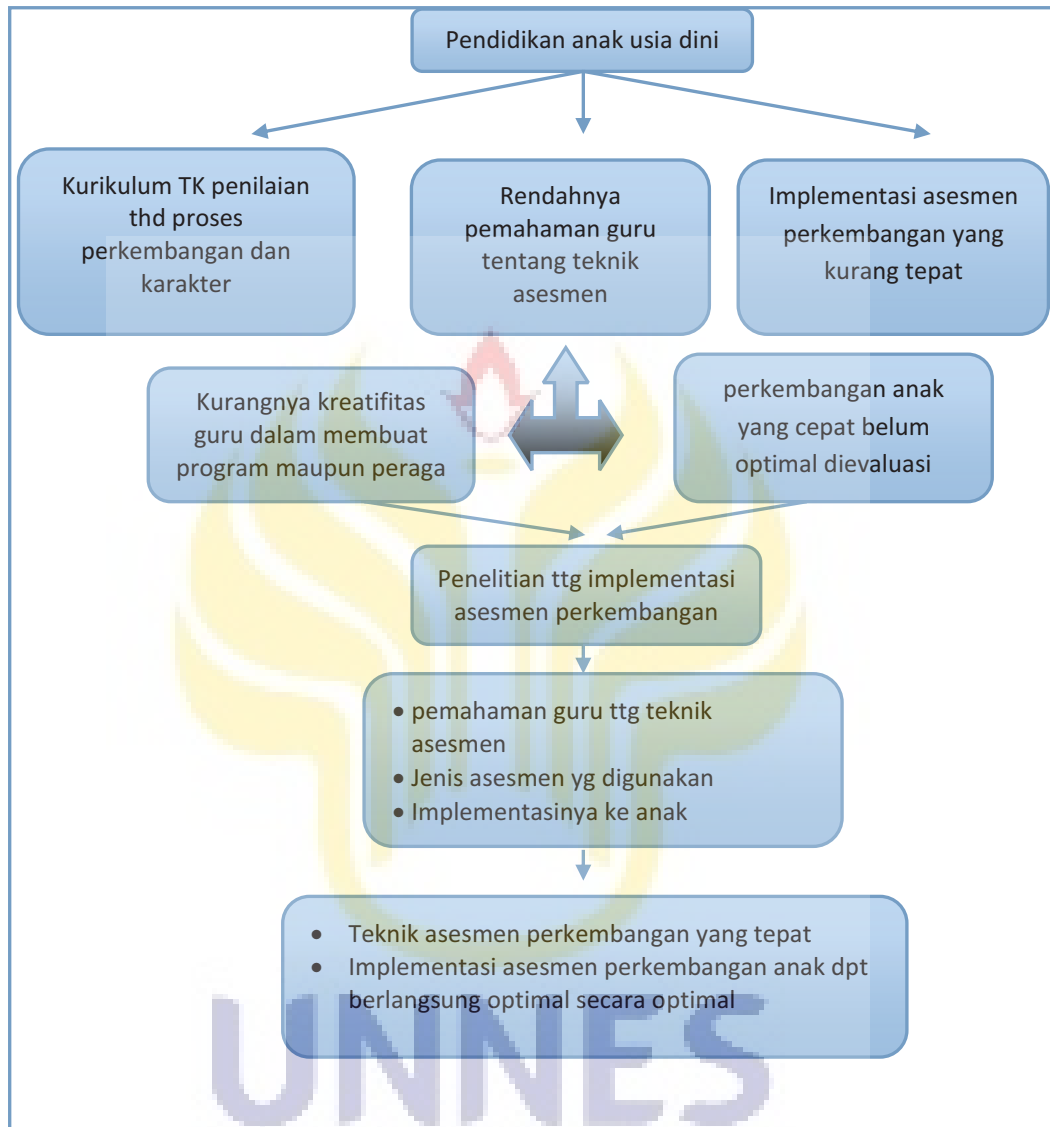 Pendidikan anak usia dini
Kurikulum TK penilaian
thd proses
perkembangan dan
karakter
Rendahnya
pemahaman guru
tentang teknik
asesmen
Implementasi asesmen
perkembangan yang
kurang tepat
Kurangnya kreatifitas
guru dalam membuat
program maupun peraga
perkembangan anak
yang cepat belum
optimal dievaluasi
Penelitian ttg implementasi
asesmen perkembangan
• pemahaman guru ttg teknik
asesmen
• Jenis asesmen yg digunakan
• Implementasinya ke anak
• Teknik asesmen perkembangan yang tepat
• Implementasi asesmen perkembangan anak dpt
berlangsung optimal secara optimal
UNNES